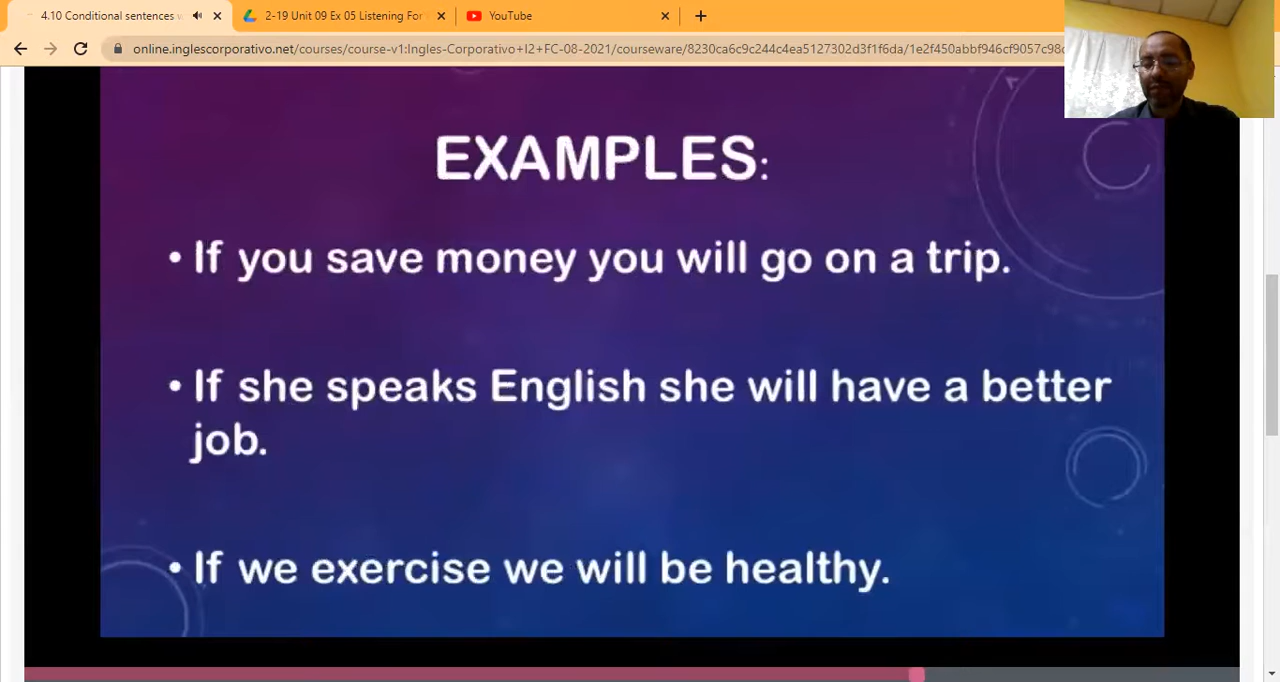 4.10 Conditional sentences
2-19 Unit 09 Ex 05 Listening For
YouTube
online.inglescorporativo.net/courses/course-v1:Ingles-Corporativo+I2+FC-08-2021/courseware/8230ca6c9c244c4ea5127302d3f1f6da/1e2f450abbf946cf9057c98c
EXAMPLES:
• If you save money you will go on a trip.
• If she speaks English she will have a better
job.
• If we exercise we will be healthy.